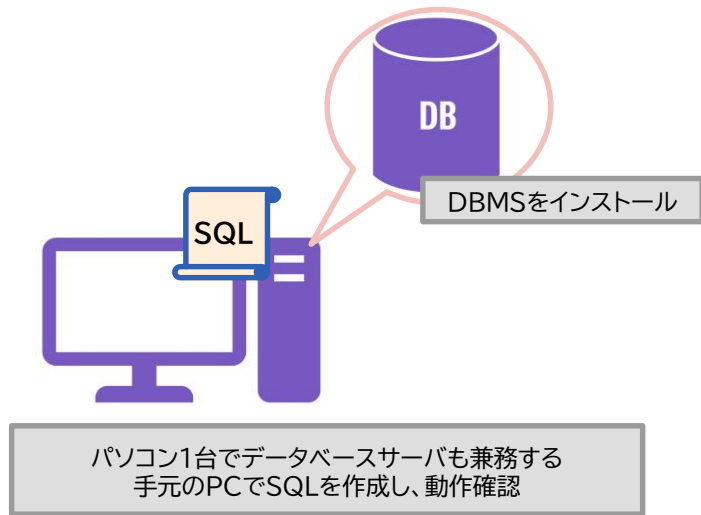 DB
DBMSをインストール
SQL
パソコン1台でデータベースサーバも兼務する
手元のPCでSQLを作成し、動作確認